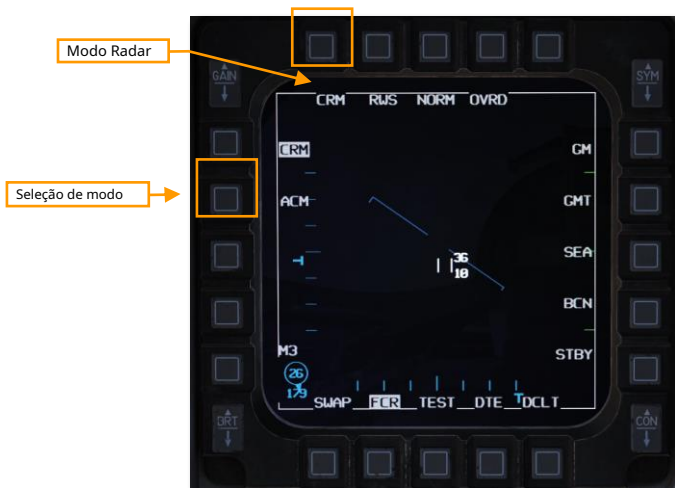 Modo Radar
GAIN
SYM
CRM RWS NORM OVRD
CRM
GM
Seleção de modo
ACM
GMT
SEA
36
10
BCN
M3
STBY
26
179
SWAP FCR TEST DTE DCLT
BRT
CON